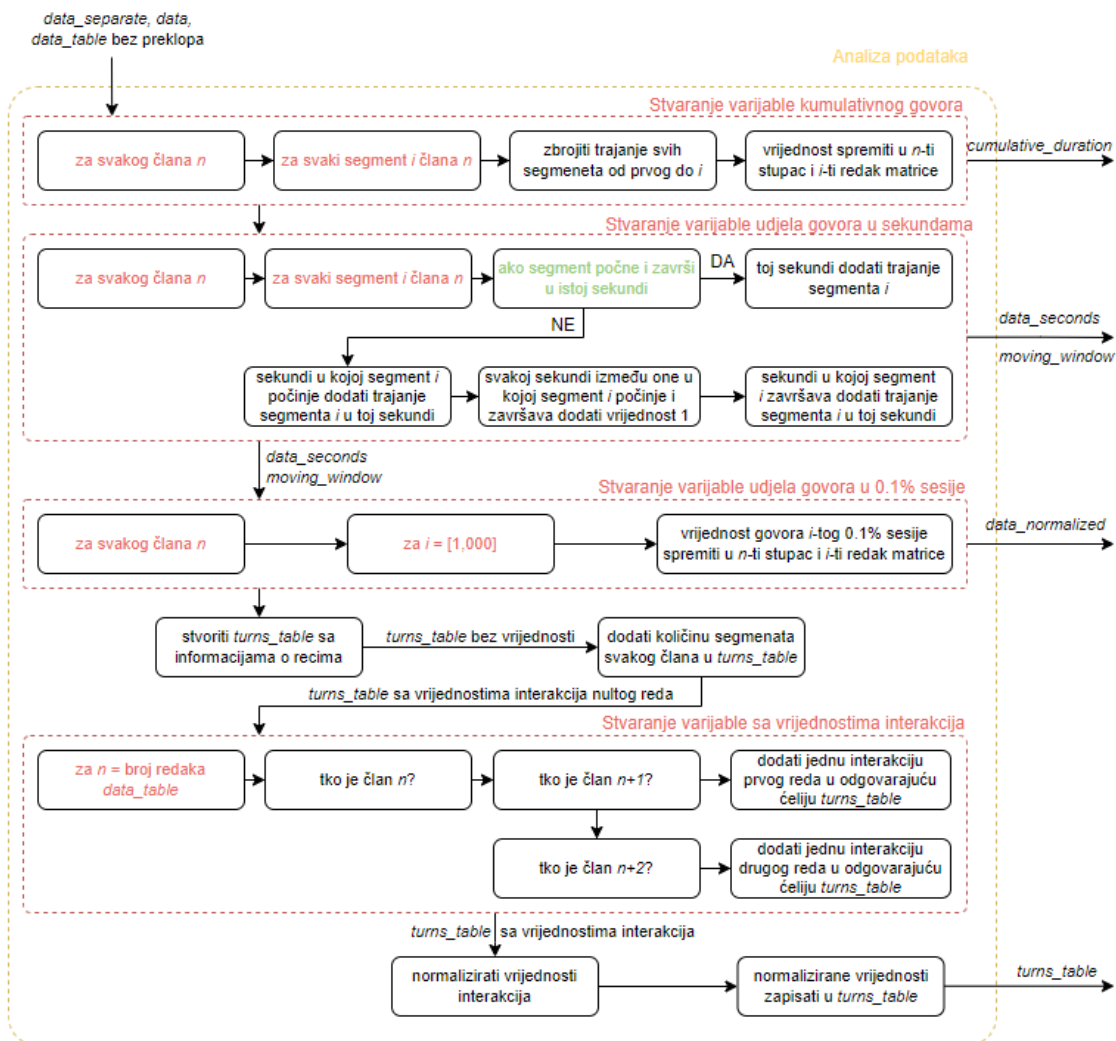 data_separate, data,
data_table bez preklopa
Analiza podataka
Stvaranje varijable kumulativnog govora
za svakog člana n
za svaki segment i člana n
zbrojiti trajanje svih
segmeneta od prvog do i
vrijednost spremiti u n-ti
stupac i i-ti redak matrice
cumulative_duration
Stvaranje varijable udjela govora u sekundama
za svakog člana n
za svaki segment i člana n
ako segment počne i završi
u istoj sekundi
DA
toj sekundi dodati trajanje
segmenta i
NE
data_seconds
moving_window
sekundi u kojoj segment i
počinje dodati trajanje
segmenta i u toj sekundi
svakoj sekundi između one u
kojoj segment i počinje i
završava dodati vrijednost 1
sekundi u kojoj segment
i završava dodati trajanje
segmenta i u toj sekundi
data_seconds
moving_window
Stvaranje varijable udjela govora u 0.1% sesije
za svakog člana n
za i = [1,000]
vrijednost govora i-tog 0.1% sesije
spremiti u n-ti stupac i i-ti redak matrice
data_normalized
stvoriti turns_table sa
informacijama o recima
turns_table bez vrijednosti
dodati količinu segmenata
svakog člana u turns_table
turns_table sa vrijednostima interakcija nultog reda
Stvaranje varijable sa vrijednostima interakcija
za n = broj redaka
data_table
tko je član n?
tko je član n+1?
dodati jednu interakciju
prvog reda u odgovarajuću
ćeliju turns_table
tko je član n+2?
dodati jednu interakciju
drugog reda u odgovarajuću
ćeliju turns_table
turns_table sa vrijednostima interakcija
normalizirati vrijednosti
interakcija
normalizirane vrijednosti
zapisati u turns_table
turns_table